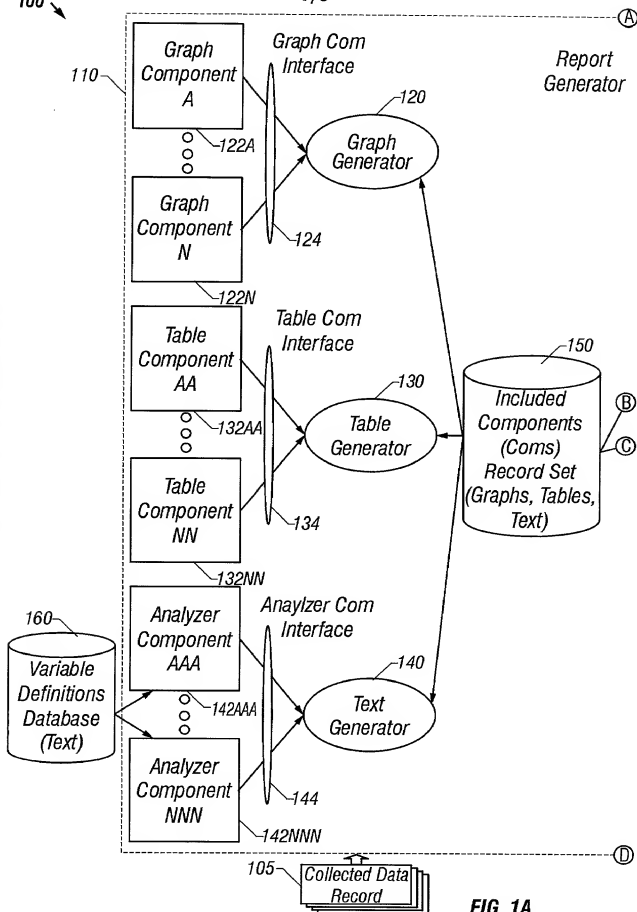 100
A
Graph
Component
A
Graph Com
Interface
Report
Generator
110
120
122A
Graph
Generator
Graph
Component
N
124
122N
Table
Component
AA
Table Com
Interface
130
150
132AA
Table
Generator
Included
Components
(Coms)
Record Set
(Graphs, Tables,
Text)
B
C
Table
Component
NN
134
132NN
Analyzer
Component
AAA
Anaylzer Com
Interface
160
Variable
Definitions
Database
(Text)
140
142AAA
Text
Generator
Analyzer
Component
NNN
144
142NNN
D
105
Collected Data
Record
FIG. 1A